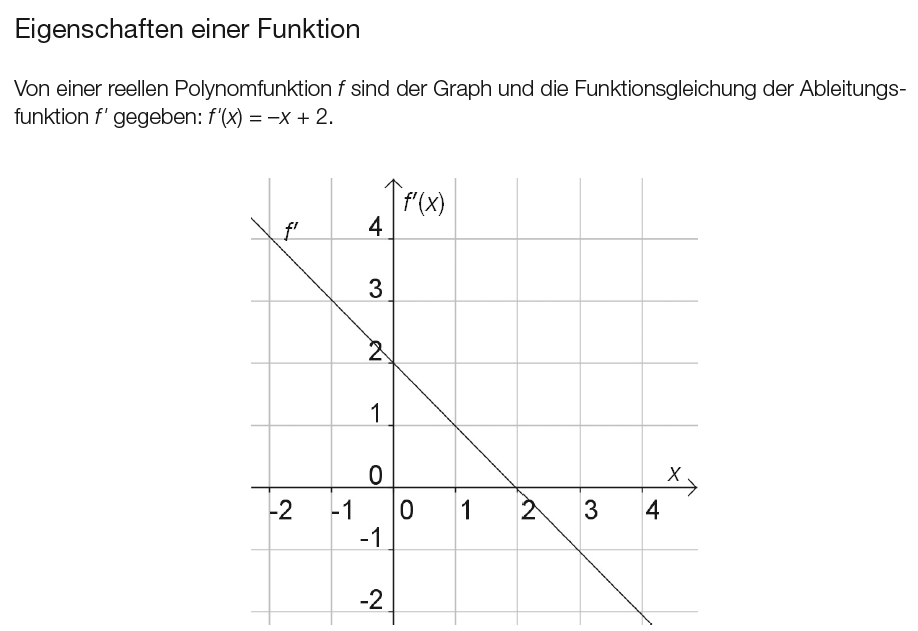 Eigenschaften einer Funktion
Von einer reellen Polynomfunktion f sind der Graph und die Funktionsgleichung der Ableitungs-
funktion f' gegeben: f'(x) = –x + 2.
f'(x)
f'
4
3
2
1
0
x
-2 -1 0 1 2 3 4
-1
-2